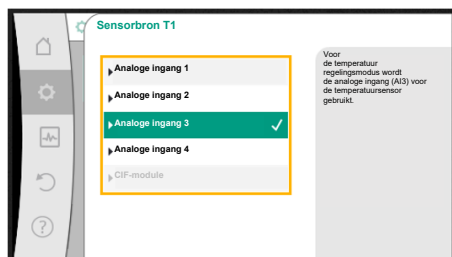 Sensorbron T1
Analoge ingang 1
Analoge ingang 2
Analoge ingang 3
Analoge ingang 4
CIF-module
Voor
de temperatuur
regelingsmodus wordt
de analoge ingang (AI3) voor
de temperatuursensor
gebruikt.
?